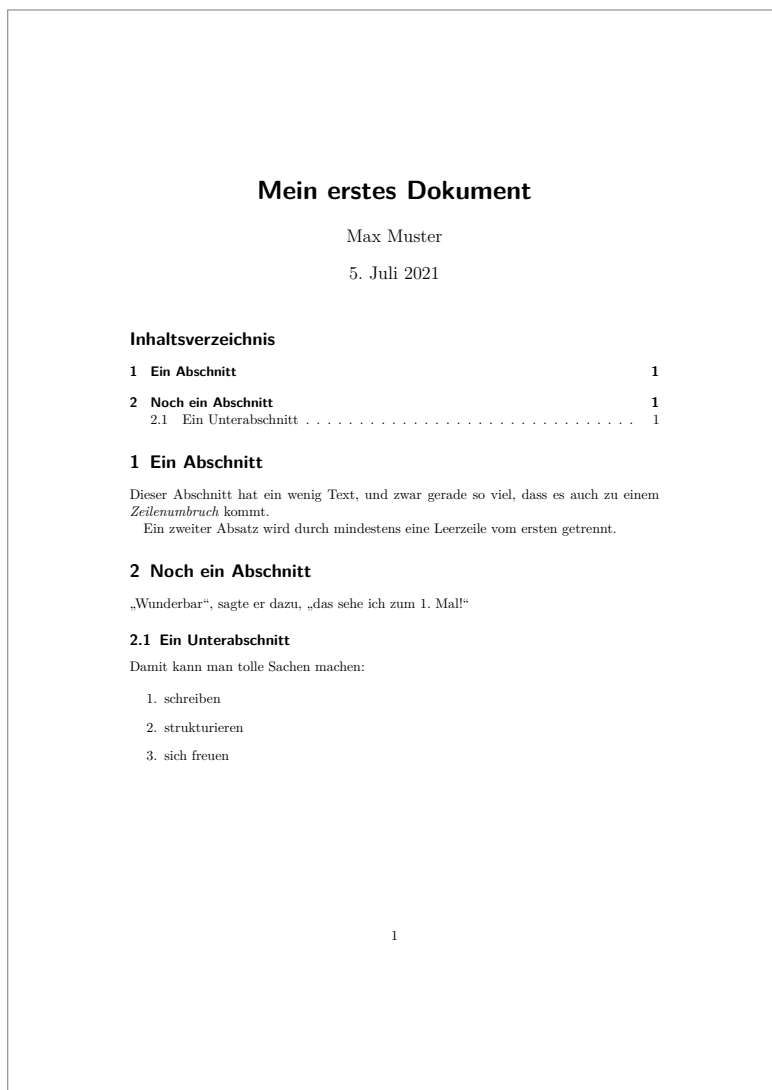 Mein erstes Dokument
Max Muster
5. Juli 2021
Inhaltsverzeichnis
1 Ein Abschnitt 1
2 Noch ein Abschnitt 1
2.1 Ein Unterabschnitt . . . . . . . . . . . . . . . . . . . . . . . . . . . . . . . 1
1 Ein Abschnitt
Dieser Abschnitt hat ein wenig Text, und zwar gerade so viel, dass es auch zu einem
Zeilenumbruch kommt.
Ein zweiter Absatz wird durch mindestens eine Leerzeile vom ersten getrennt.
2 Noch ein Abschnitt
„Wunderbar“, sagte er dazu, „das sehe ich zum 1. Mal!“
2.1 Ein Unterabschnitt
Damit kann man tolle Sachen machen:
1. schreiben
2. strukturieren
3. sich freuen
1